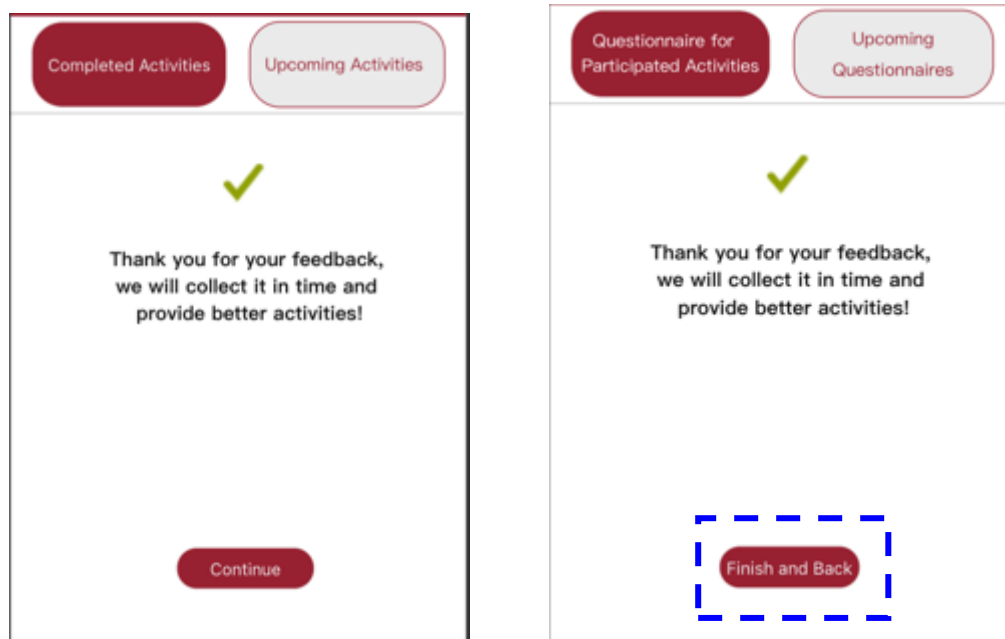 Completed Activities
Upcoming Activities
Thank you for your feedback,
we will collect it in time and
provide better activities!
Continue
Questionnaire for
Participated Activities
Upcoming
Questionnaires
Thank you for your feedback,
we will collect it in time and
provide better activities!
Finish and Back